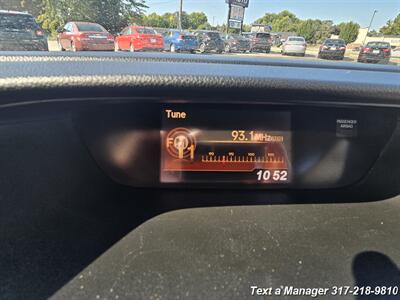 Tune
93.1 MHz
10 52
PASSENGER
AIRBAG
Text a Manager 317-218-9810